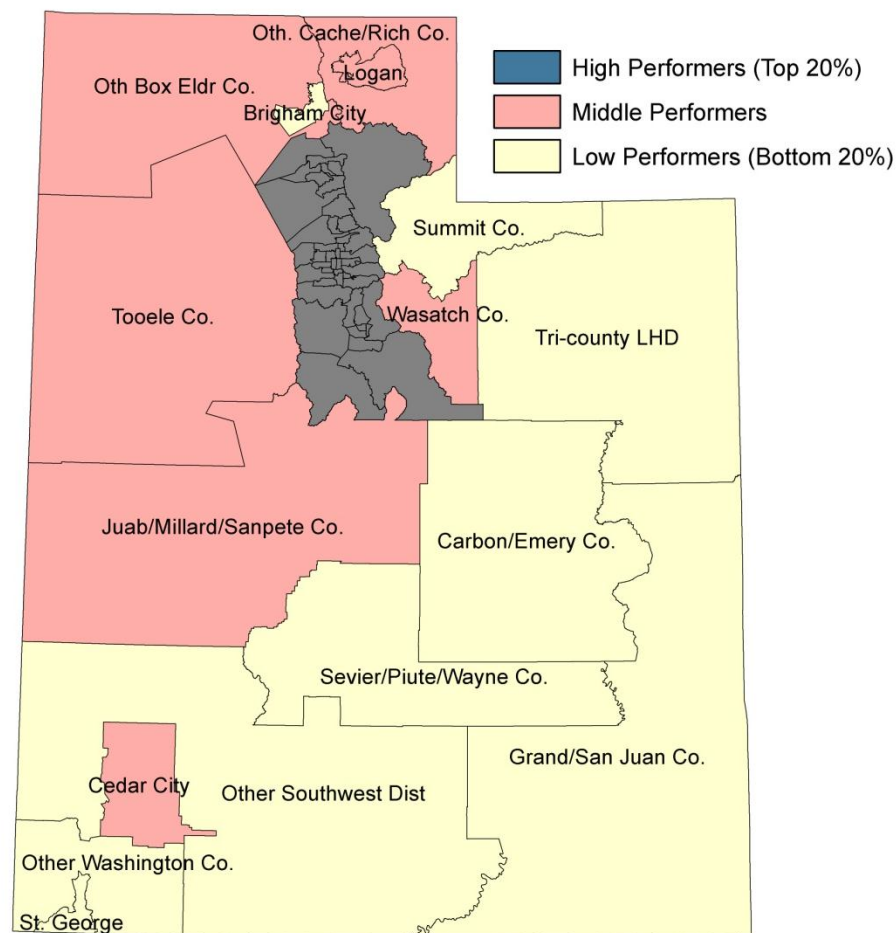 Oth. Cache/Rich Co.
Logan
Oth Box Eldr Co.
Brigham City
High Performers (Top 20%)
Middle Performers
Low Performers (Bottom 20%)
Summit Co.
Tooele Co.
Wasatch Co.
Tri-county LHD
Juab/Millard/Sanpete Co.
Carbon/Emery Co.
Sevier/Piute/Wayne Co.
Grand/San Juan Co.
Cedar City
Other Southwest Dist
Other Washington Co.
St. George